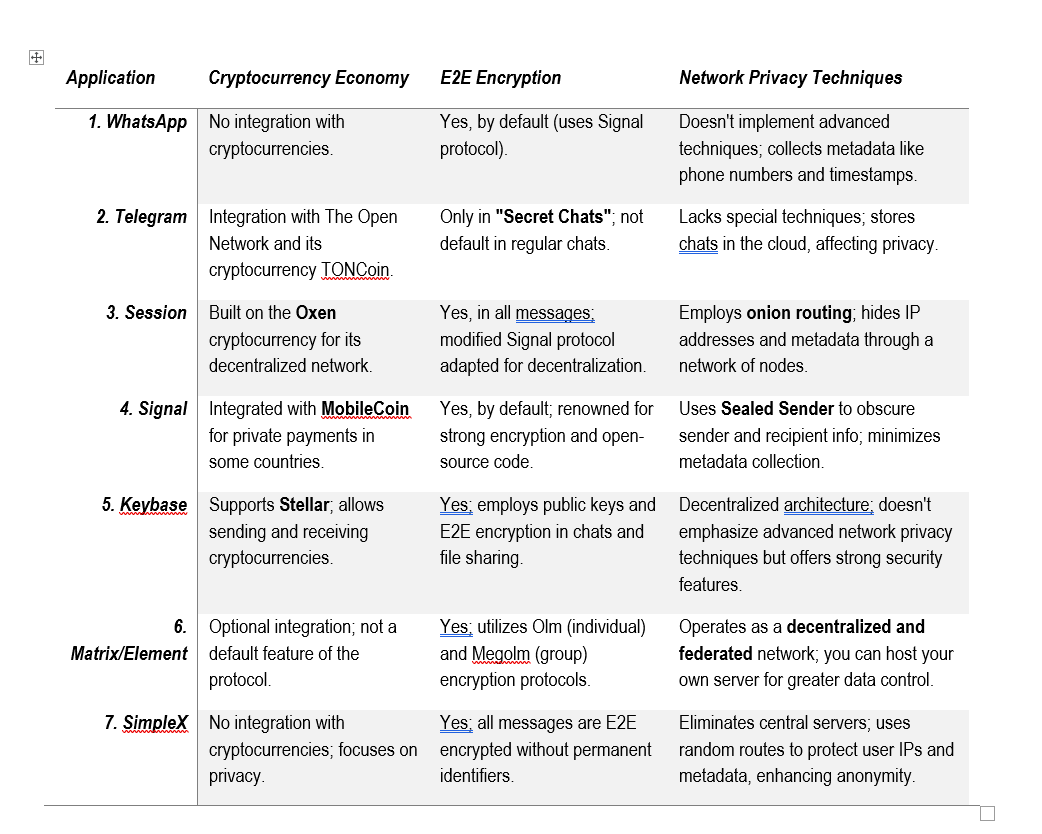 Application Cryptocurrency Economy E2E Encryption Network Privacy Techniques
1. WhatsApp No integration with Yes, by default (uses Signal Doesn't implement advanced
cryptocurrencies. protocol). techniques; collects metadata like
phone numbers and timestamps.
2. Telegram Integration with The Open Only in "Secret Chats"; not Lacks special techniques; stores
Network and its default in regular chats. chats in the cloud, affecting privacy.
cryptocurrency TONCoin.
3. Session Built on the Oxen Yes, in all messages; Employs onion routing; hides IP
cryptocurrency for its modified Signal protocol addresses and metadata through a
decentralized network. adapted for decentralization. network of nodes.
4. Signal Integrated with MobileCoin Yes, by default; renowned for Uses Sealed Sender to obscure
for private payments in strong encryption and open- sender and recipient info; minimizes
some countries. source code. metadata collection.
5. Keybase Supports Stellar; allows Yes; employs public keys and Decentralized architecture; doesn't
sending and receiving E2E encryption in chats and emphasize advanced network privacy
cryptocurrencies. file sharing. techniques but offers strong security
features.
6. Optional integration; not a Yes; utilizes Olm (individual) Operates as a decentralized and
Matrix/Element default feature of the and Megolm (group) federated network; you can host your
protocol. encryption protocols. own server for greater data control.
7. SimpleX No integration with Yes; all messages are E2E Eliminates central servers; uses
cryptocurrencies; focuses on encrypted without permanent random routes to protect user IPs and
privacy. identifiers. metadata, enhancing anonymity.